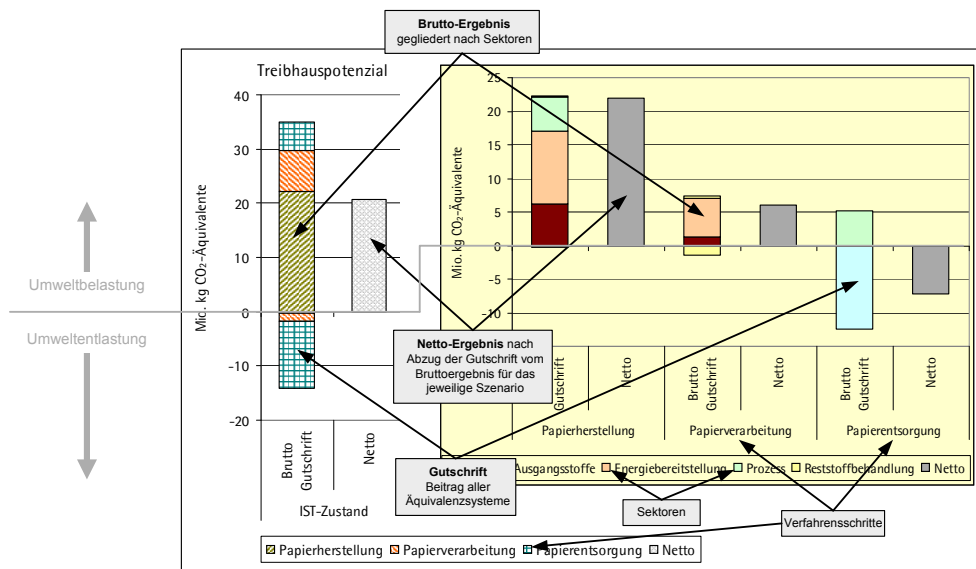 Brutto-Ergebnis
gegliedert nach Sektoren
Treibhauspotenzial
Mio. kg CO₂-Äquivalente
40
30
20
10
0
-10
-20
Brutto
Gutschrift
Netto
IST-Zustand
Umweltbelastung
Umweltentlastung
Mio. kg CO₂-Äquivalente
25
20
15
10
5
0
-5
-10
Brutto
Gutschrift
Netto
Brutto
Gutschrift
Netto
Brutto
Gutschrift
Netto
Papierherstellung
Papierverarbeitung
Papierentsorgung
Netto-Ergebnis nach
Abzug der Gutschrift vom
Bruttoergebnis für das
jeweilige Szenario
Gutschrift
Beitrag aller
Äquivalenzsysteme
Ausgangsstoffe Energiebereitstellung Prozess Reststoffbehandlung Netto
Sektoren
Verfahrensschritte
Papierherstellung Papierverarbeitung Papierentsorgung Netto